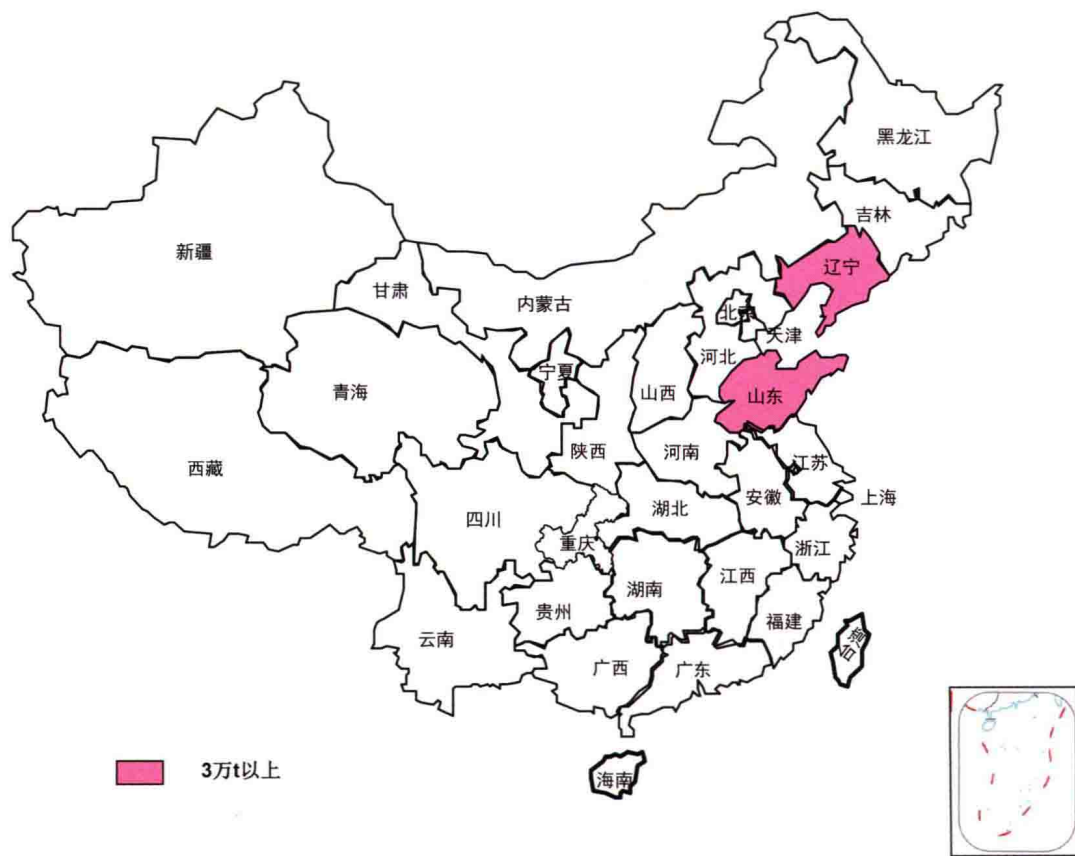 黑龙江
吉林
辽宁
新疆
甘肃
内蒙古
北京
天津
河北
宁夏
山西
山东
青海
陕西
河南
江苏
西藏
安徽
上海
四川
湖北
重庆
浙江
湖南
江西
贵州
福建
云南
广西
广东
台湾
3万t以上
海南